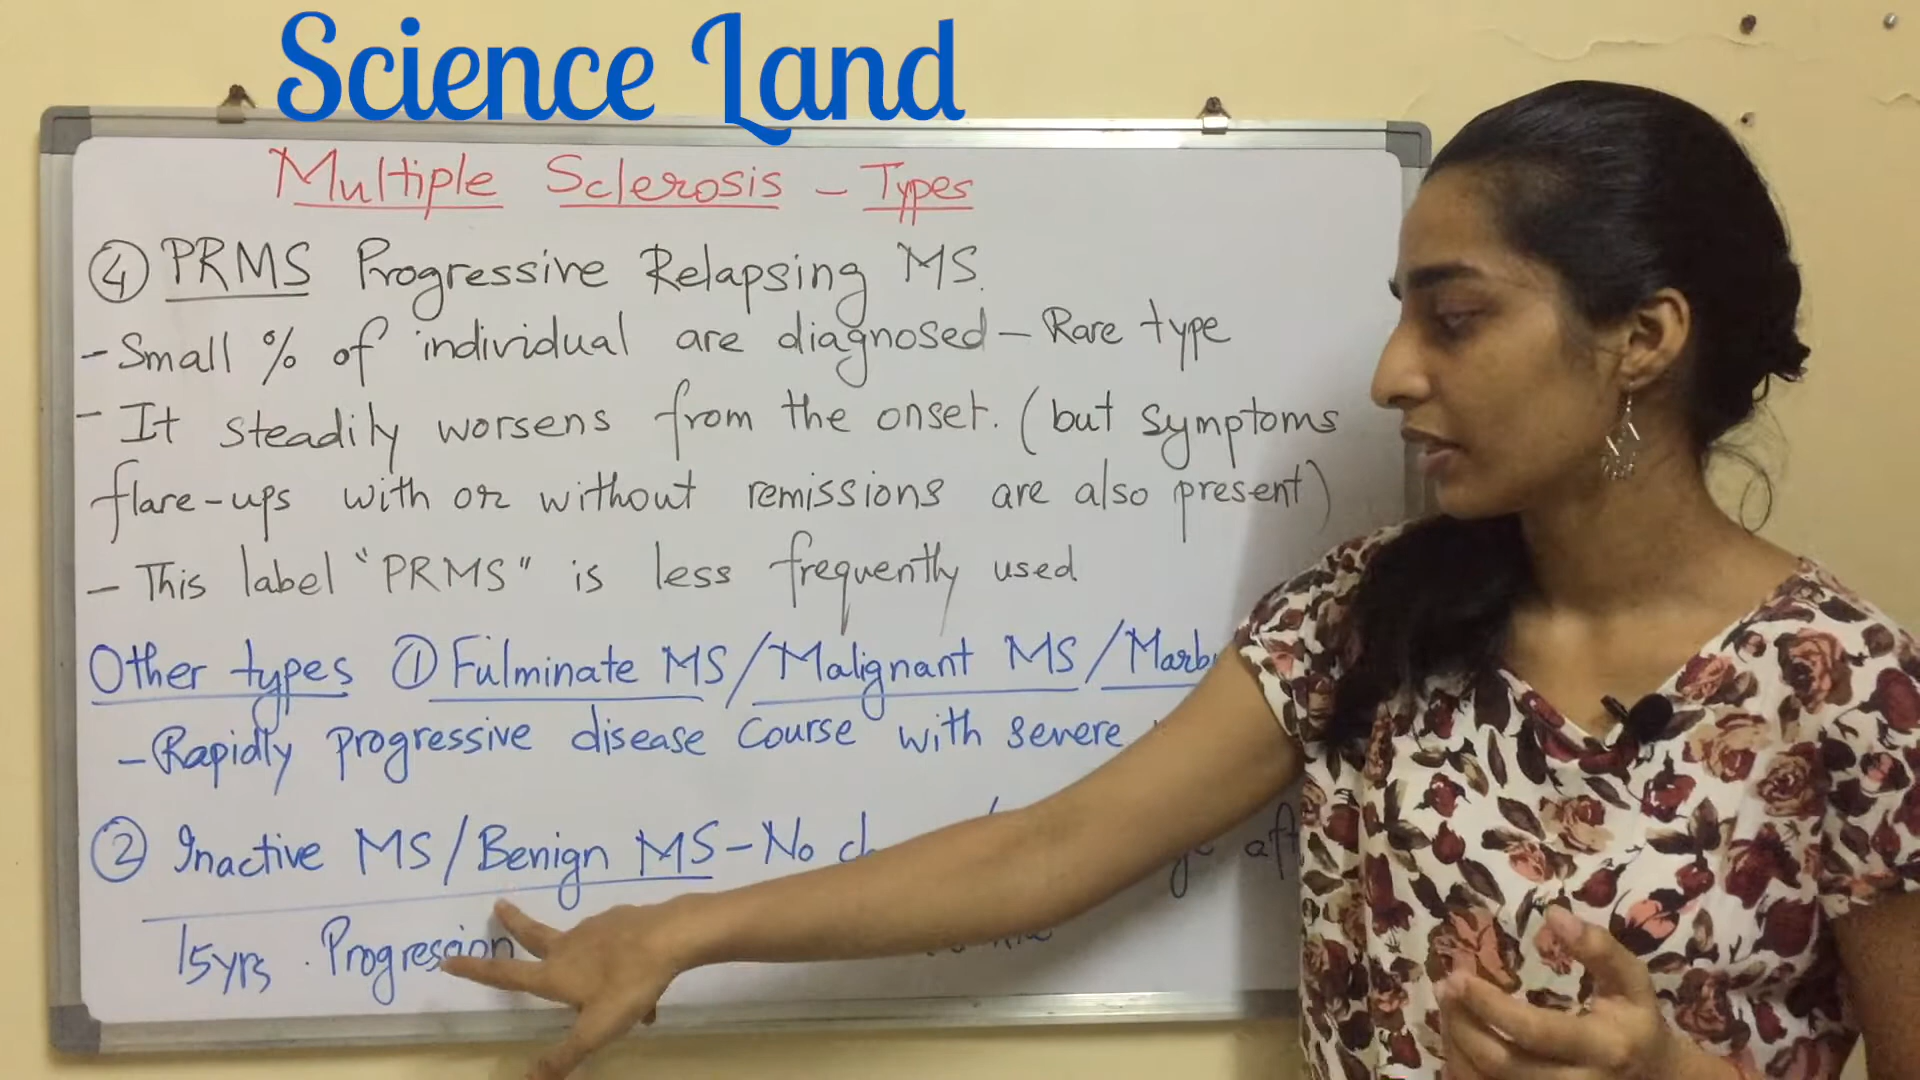 Science Land
Multiple Sclerosis - Types
④ PRMS Progressive Relapsing MS.
- Small % of individual are diagnosed - Rare type
- It steadily worsens from the onset. (but symptoms
flare-ups with or without remissions are also present)
- This label "PRMS" is less frequently used
Other types ① Fulminate MS/Malignant MS/
- Rapidly progressive disease course with severe
② Inactive MS/Benign MS - No
15yrs. Progression